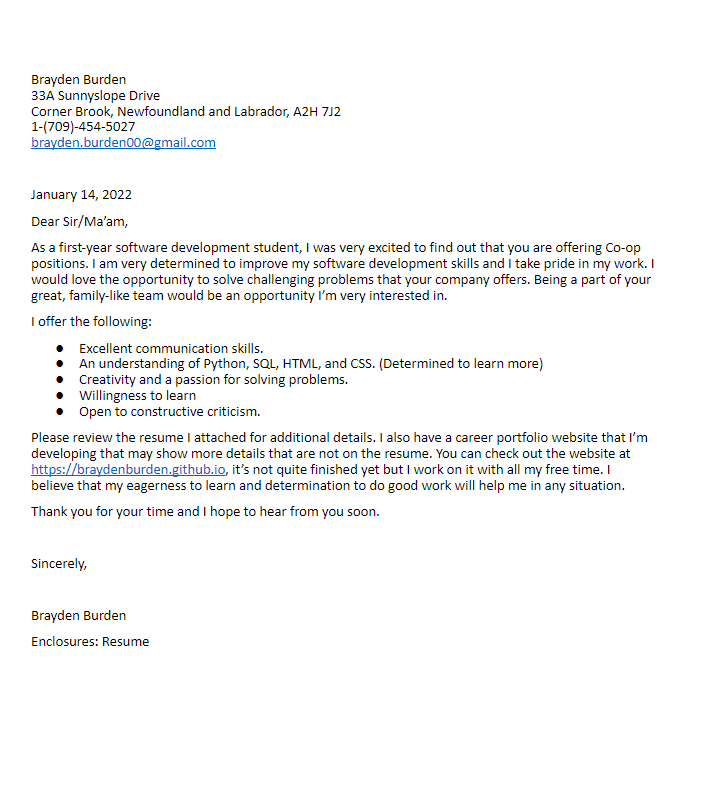 Brayden Burden
33A Sunnyslope Drive
Corner Brook, Newfoundland and Labrador, A2H 7J2
1-(709)-454-5027
brayden.burden00@gmail.com
January 14, 2022
Dear Sir/Ma’am,
As a first-year software development student, I was very excited to find out that you are offering Co-op
positions. I am very determined to improve my software development skills and I take pride in my work. I
would love the opportunity to solve challenging problems that your company offers. Being a part of your
great, family-like team would be an opportunity I’m very interested in.
I offer the following:
● Excellent communication skills.
● An understanding of Python, SQL, HTML, and CSS. (Determined to learn more)
● Creativity and a passion for solving problems.
● Willingness to learn
● Open to constructive criticism.
Please review the resume I attached for additional details. I also have a career portfolio website that I’m
developing that may show more details that are not on the resume. You can check out the website at
https://braydenburden.github.io, it’s not quite finished yet but I work on it with all my free time. I
believe that my eagerness to learn and determination to do good work will help me in any situation.
Thank you for your time and I hope to hear from you soon.
Sincerely,
Brayden Burden
Enclosures: Resume